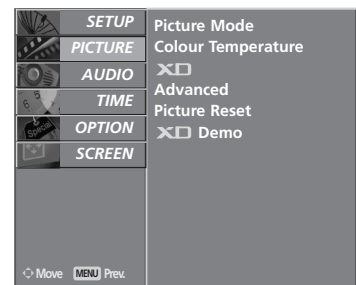 SETUP
PICTURE
AUDIO
TIME
OPTION
SCREEN
Picture Mode
Colour Temperature
XD
Advanced
Picture Reset
XD Demo
Special
Move MENU Prev.